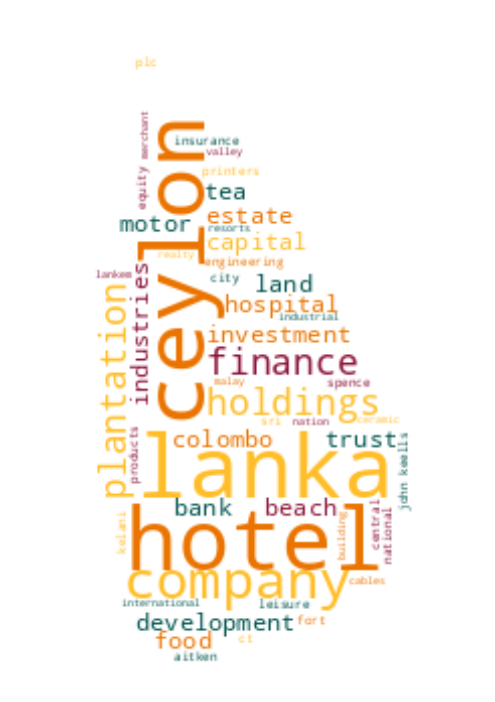 plc
merchant
insurance
valley
equity
printers
tea
ceylon
motor
estate
resorts
capital
realty
engineering
lankem
city
land
industries
plantation
hospital
industrial
investment
finance
malay
spence
holdings
sri
nation
ceramic
products
colombo
trust
lanka
john keells
bank
beach
central
national
kelani
hotel
building
company
cables
international
leisure
development
fort
food
ct
aitken